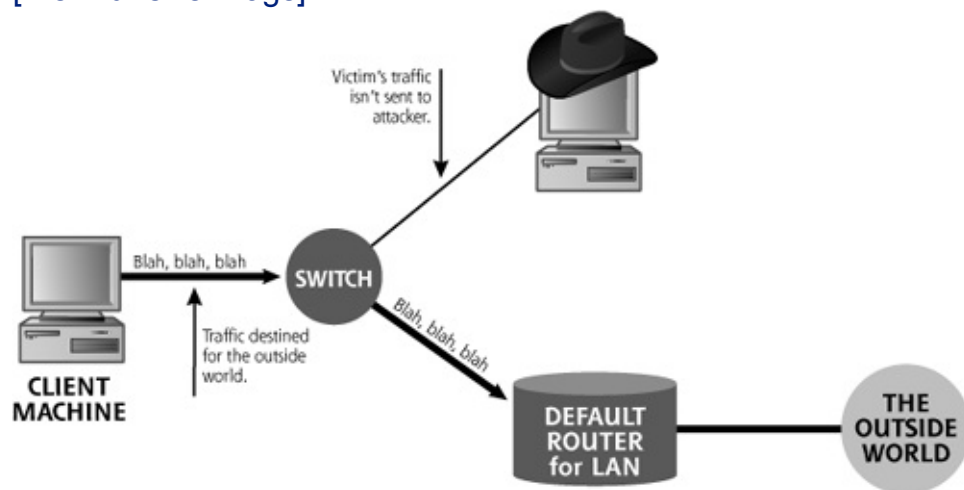 Victim's traffic
isn't sent to
attacker.
Blah, blah, blah
SWITCH
Traffic destined
for the outside
world.
CLIENT
MACHINE
Blah, blah, blah
DEFAULT
ROUTER
for LAN
THE
OUTSIDE
WORLD